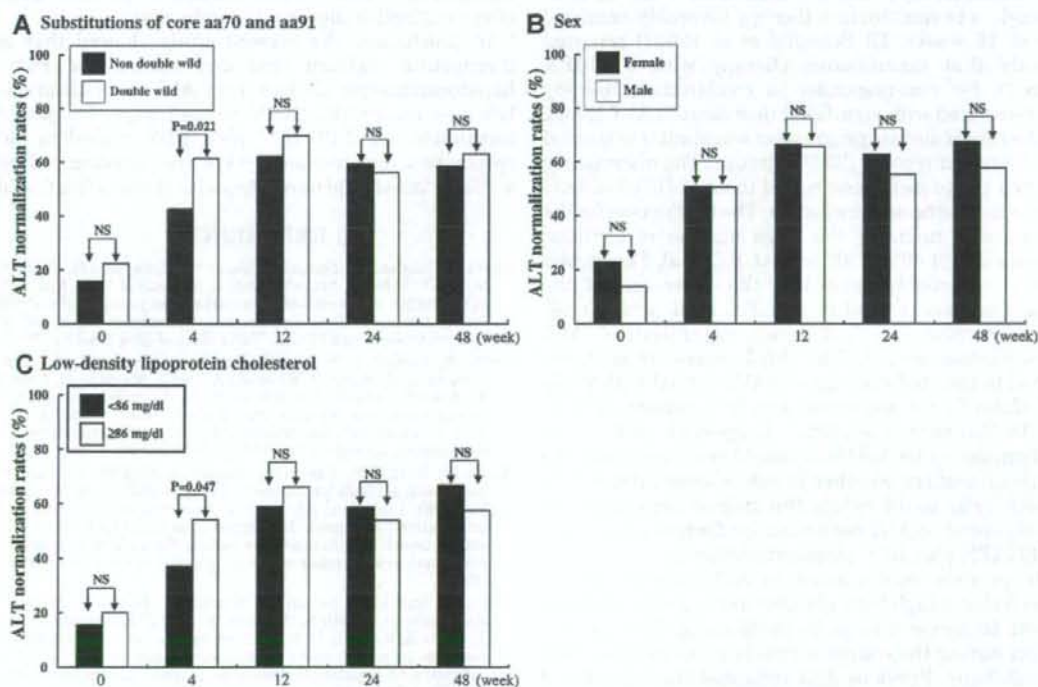 A Substitutions of core aa70 and aa91
ALT normalization rates (%)
100
80
60
40
20
0
Non double wild
Double wild
NS
P=0.021
NS
NS
NS
0 4 12 24 48 (week)
B Sex
ALT normalization rates (%)
100
80
60
40
20
0
Female
Male
NS
NS
NS
NS
NS
0 4 12 24 48 (week)
C Low-density lipoprotein cholesterol
ALT normalization rates (%)
100
80
60
40
20
0
<86 mg/dl
286 mg/dl
NS
P=0.047
NS
NS
NS
0 4 12 24 48 (week)